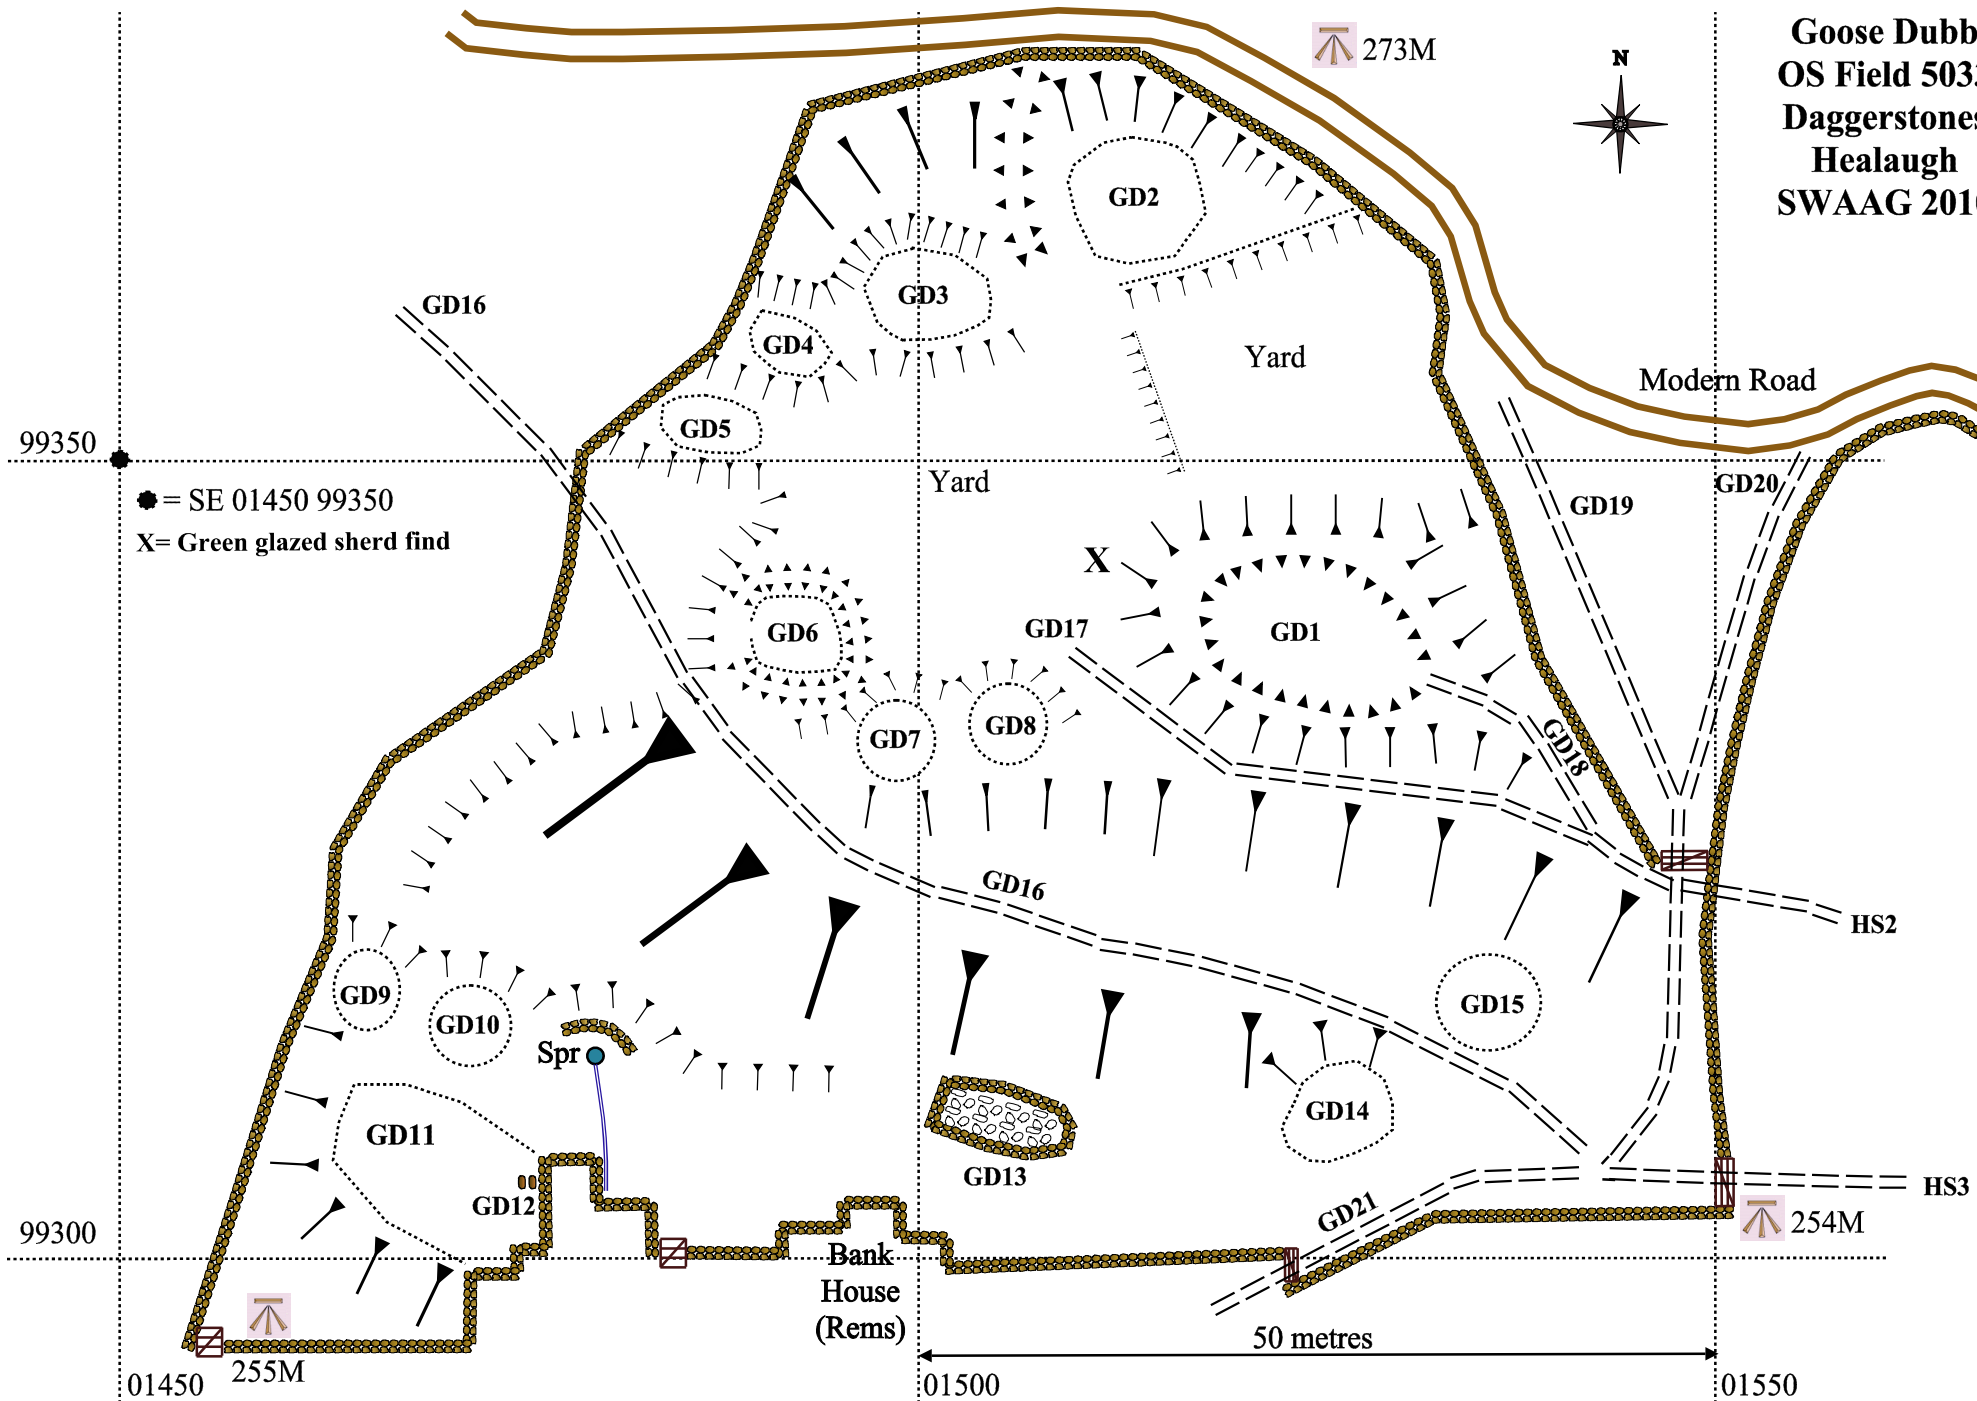 Goose Dubb
OS Field 503
Daggerstones
Healaugh
SWAAG 201
N
273M
GD2
GD16
GD3
GD4
Yard
Modern Road
GD5
99350
Yard
GD20
GD19
= SE 01450 99350
X= Green glazed sherd find
X
GD6
GD17
GD1
GD7
GD8
GD18
GD16
HS2
GD9
GD10
GD15
Spr
GD14
GD11
GD13
GD12
HS3
GD21
254M
99300
Bank
House
(Rems)
50 metres
255M
01450
01500
01550